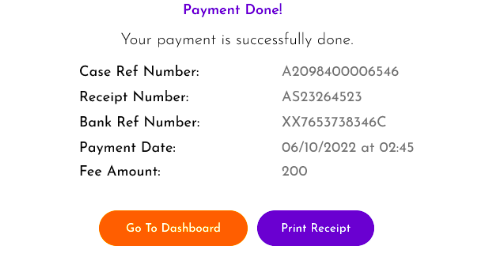 Payment Done!
Your payment is successfully done.
Case Ref Number: A2098400006546
Receipt Number: AS23264523
Bank Ref Number: XX7653738346C
Payment Date: 06/10/2022 at 02:45
Fee Amount: 200
Go To Dashboard Print Receipt